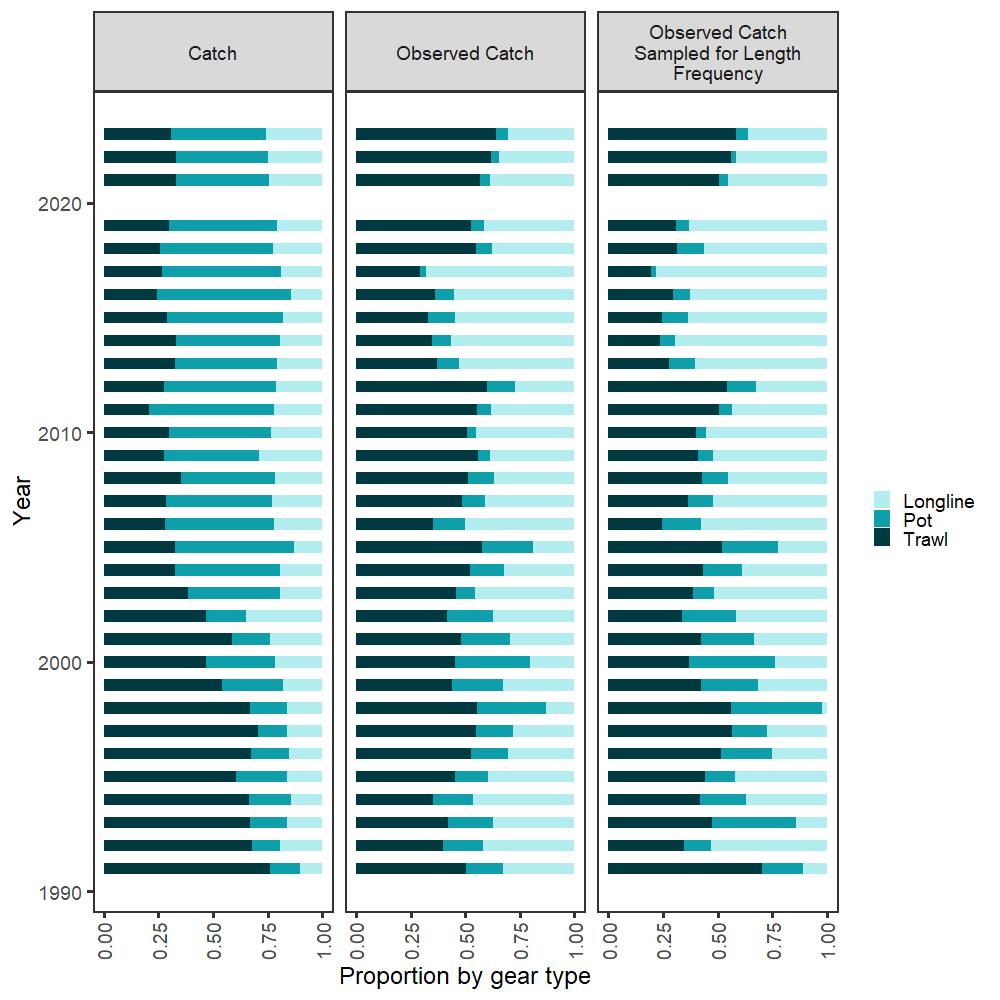 Catch
Observed Catch
Observed Catch
Sampled for Length
Frequency
2020
2010
2000
1990
Year
0.00
0.25
0.50
0.75
1.00
0.00
0.25
0.50
0.75
1.00
0.00
0.25
0.50
0.75
1.00
Proportion by gear type
Longline
Pot
Trawl